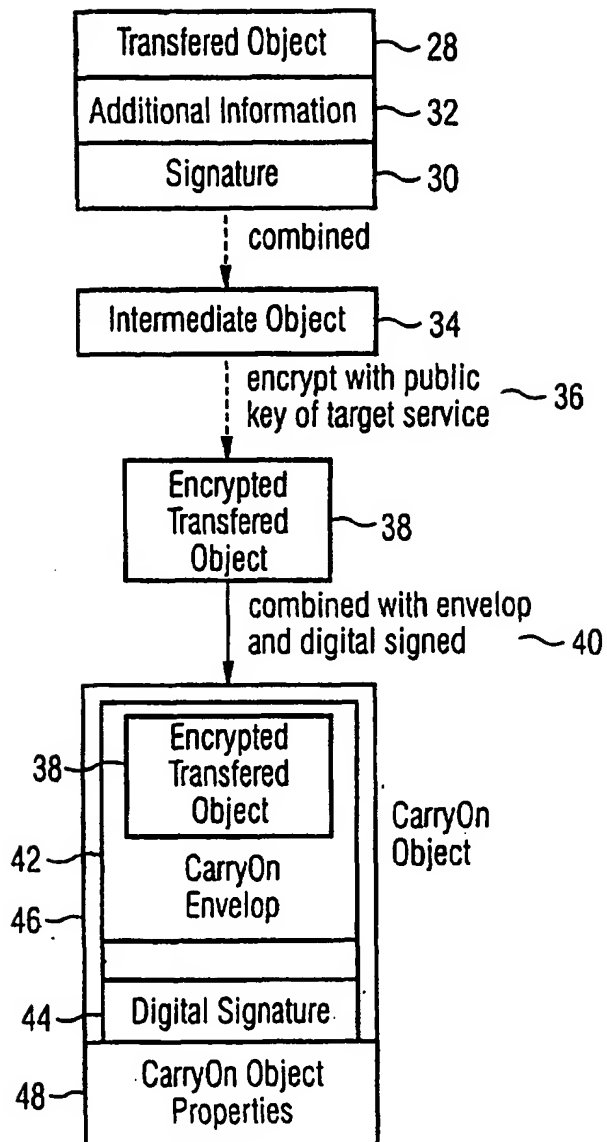 Transfered Object 28
Additional Information 32
Signature 30
combined
Intermediate Object 34
encrypt with public
key of target service 36
Encrypted
Transfered
Object
38
combined with envelop
and digital signed 40
Encrypted
Transfered
Object
38
CarryOn
Object
42
CarryOn
Envelop
46
44 Digital Signature
48
CarryOn Object
Properties